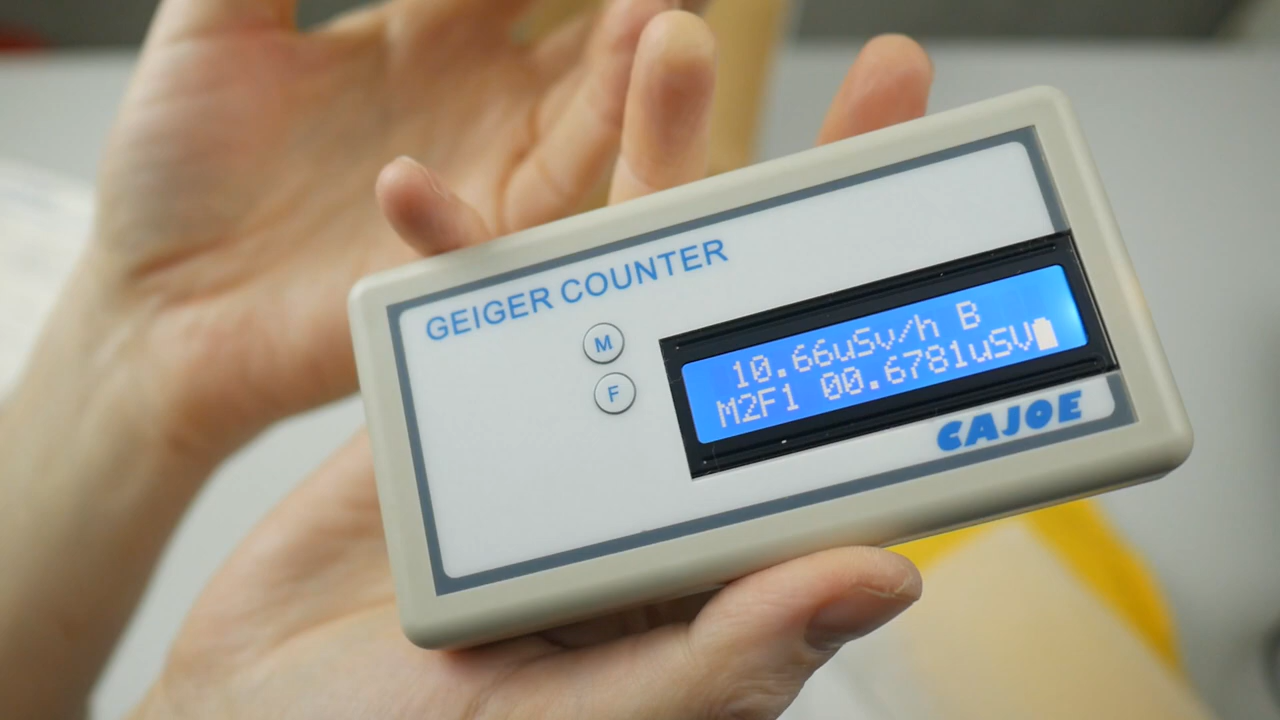 GEIGER COUNTER
M
F
10.66uSv/h B
M2F1 00.6781uSV
CAJOE